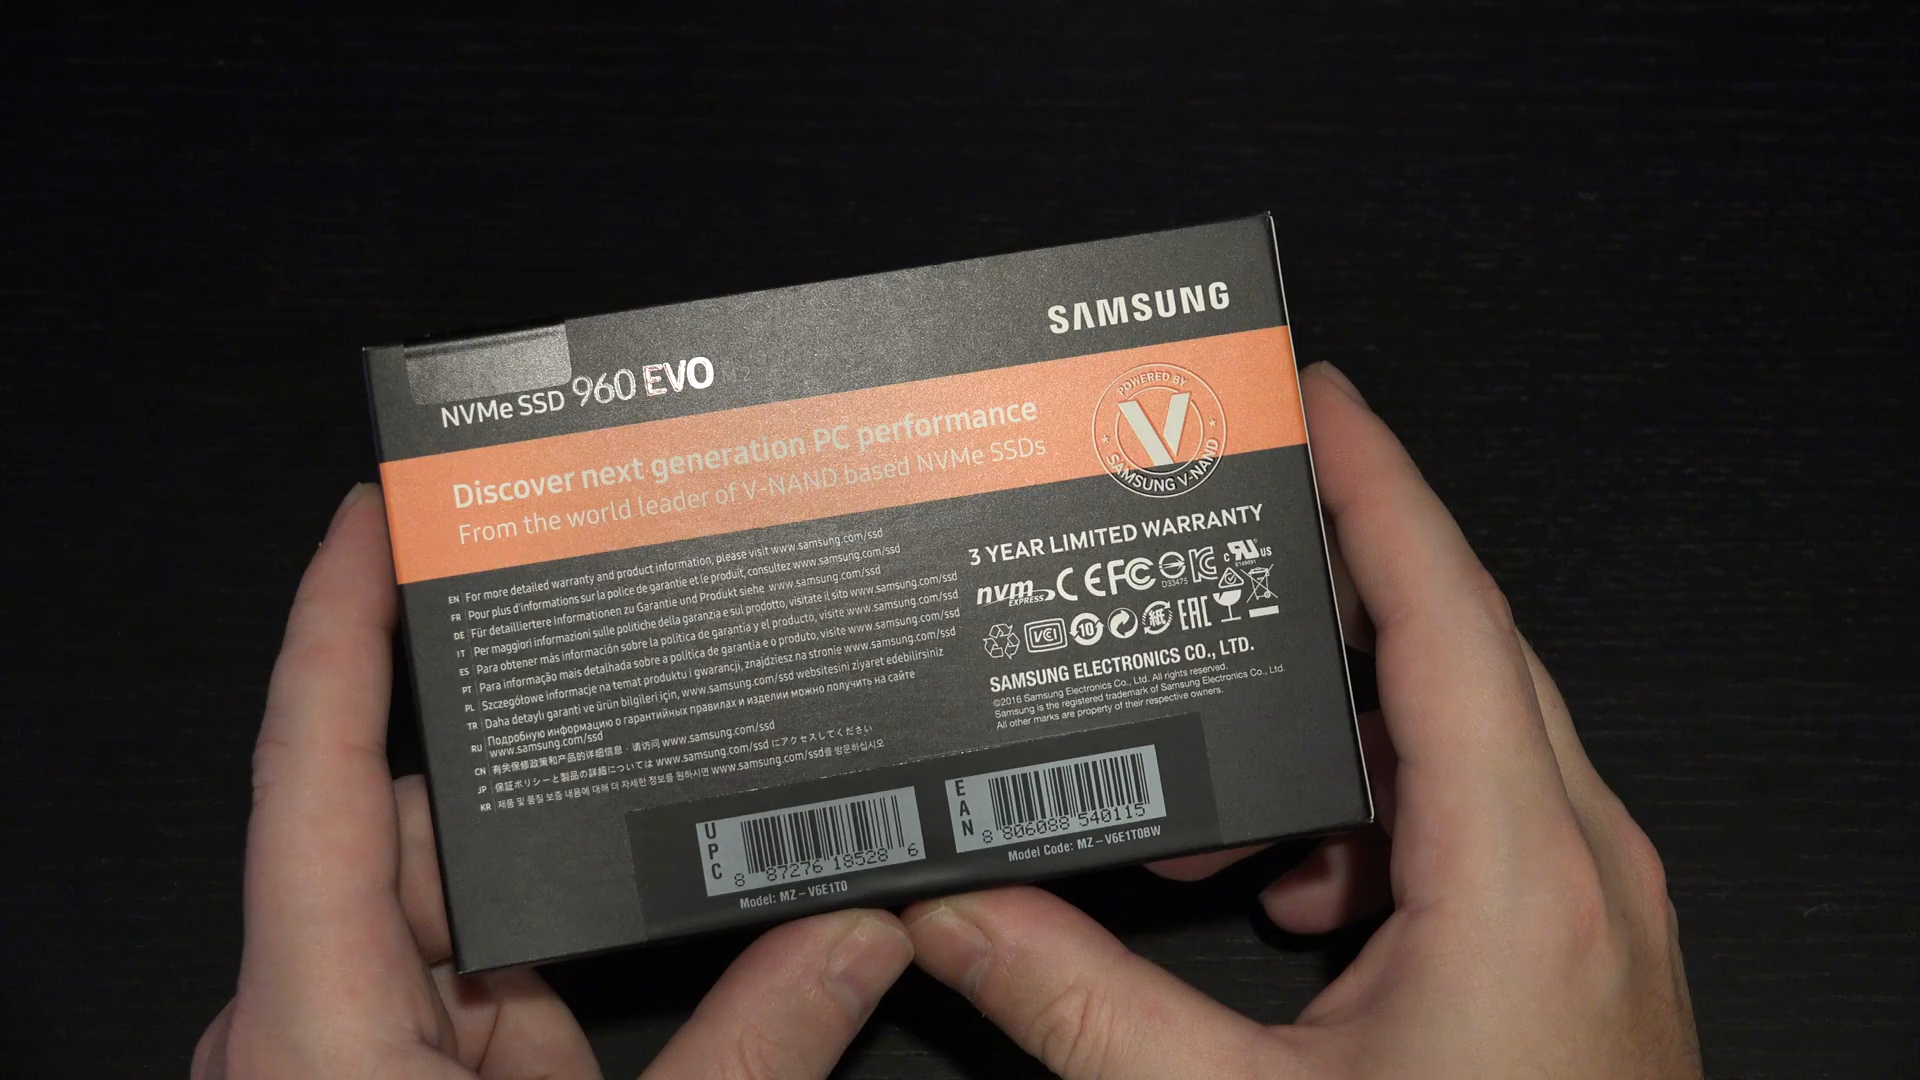 SAMSUNG
NVMe SSD 960 EVO M.2
Discover next generation PC performance
From the world leader of V-NAND based NVMe SSDs
POWERED BY
V
SAMSUNG V-NAND
EN For more detailed warranty and product information, please visit www.samsung.com/ssd
FR Pour plus d'informations sur la police de garantie et le produit, consultez www.samsung.com/ssd
DE Für detailliertere Informationen zu Garantie und Produkt siehe www.samsung.com/ssd
IT Per maggiori informazioni sulle politiche della garanzia e sul prodotto, visitate il sito www.samsung.com/ssd
ES Para obtener más información sobre la política de garantía y el producto, visite www.samsung.com/ssd
PT Para informação mais detalhada sobre a política de garantia e o produto, visite www.samsung.com/ssd
PL Szczegółowe informacje na temat produktu i gwarancji, znajdziesz na stronie www.samsung.com/ssd
TR Daha detaylı garanti ve ürün bilgileri için, www.samsung.com/ssd websitesini ziyaret edebilirsiniz
RU Подробную информацию о гарантийных правилах и изделии можно получить на сайте
www.samsung.com/ssd
CN 有关保修政策和产品的详细信息，请访问 www.samsung.com/ssd
JP 保証ポリシーと製品の詳細については www.samsung.com/ssd にアクセスしてください
KR 제품 및 품질 보증 내용에 대해 더 자세한 정보를 원하시면 www.samsung.com/ssd를 방문하십시오
3 YEAR LIMITED WARRANTY
nvm EXPRESS CE FC D33475 C RU US E149091
VCI 10 紙 EAC
SAMSUNG ELECTRONICS CO., LTD.
©2016 Samsung Electronics Co., Ltd. All rights reserved.
Samsung is the registered trademark of Samsung Electronics Co., Ltd.
All other marks are property of their respective owners.
UPC
8 87276 18528 6
Model: MZ-V6E1T0
EAN
8 806088 540115
Model Code: MZ-V6E1T0BW